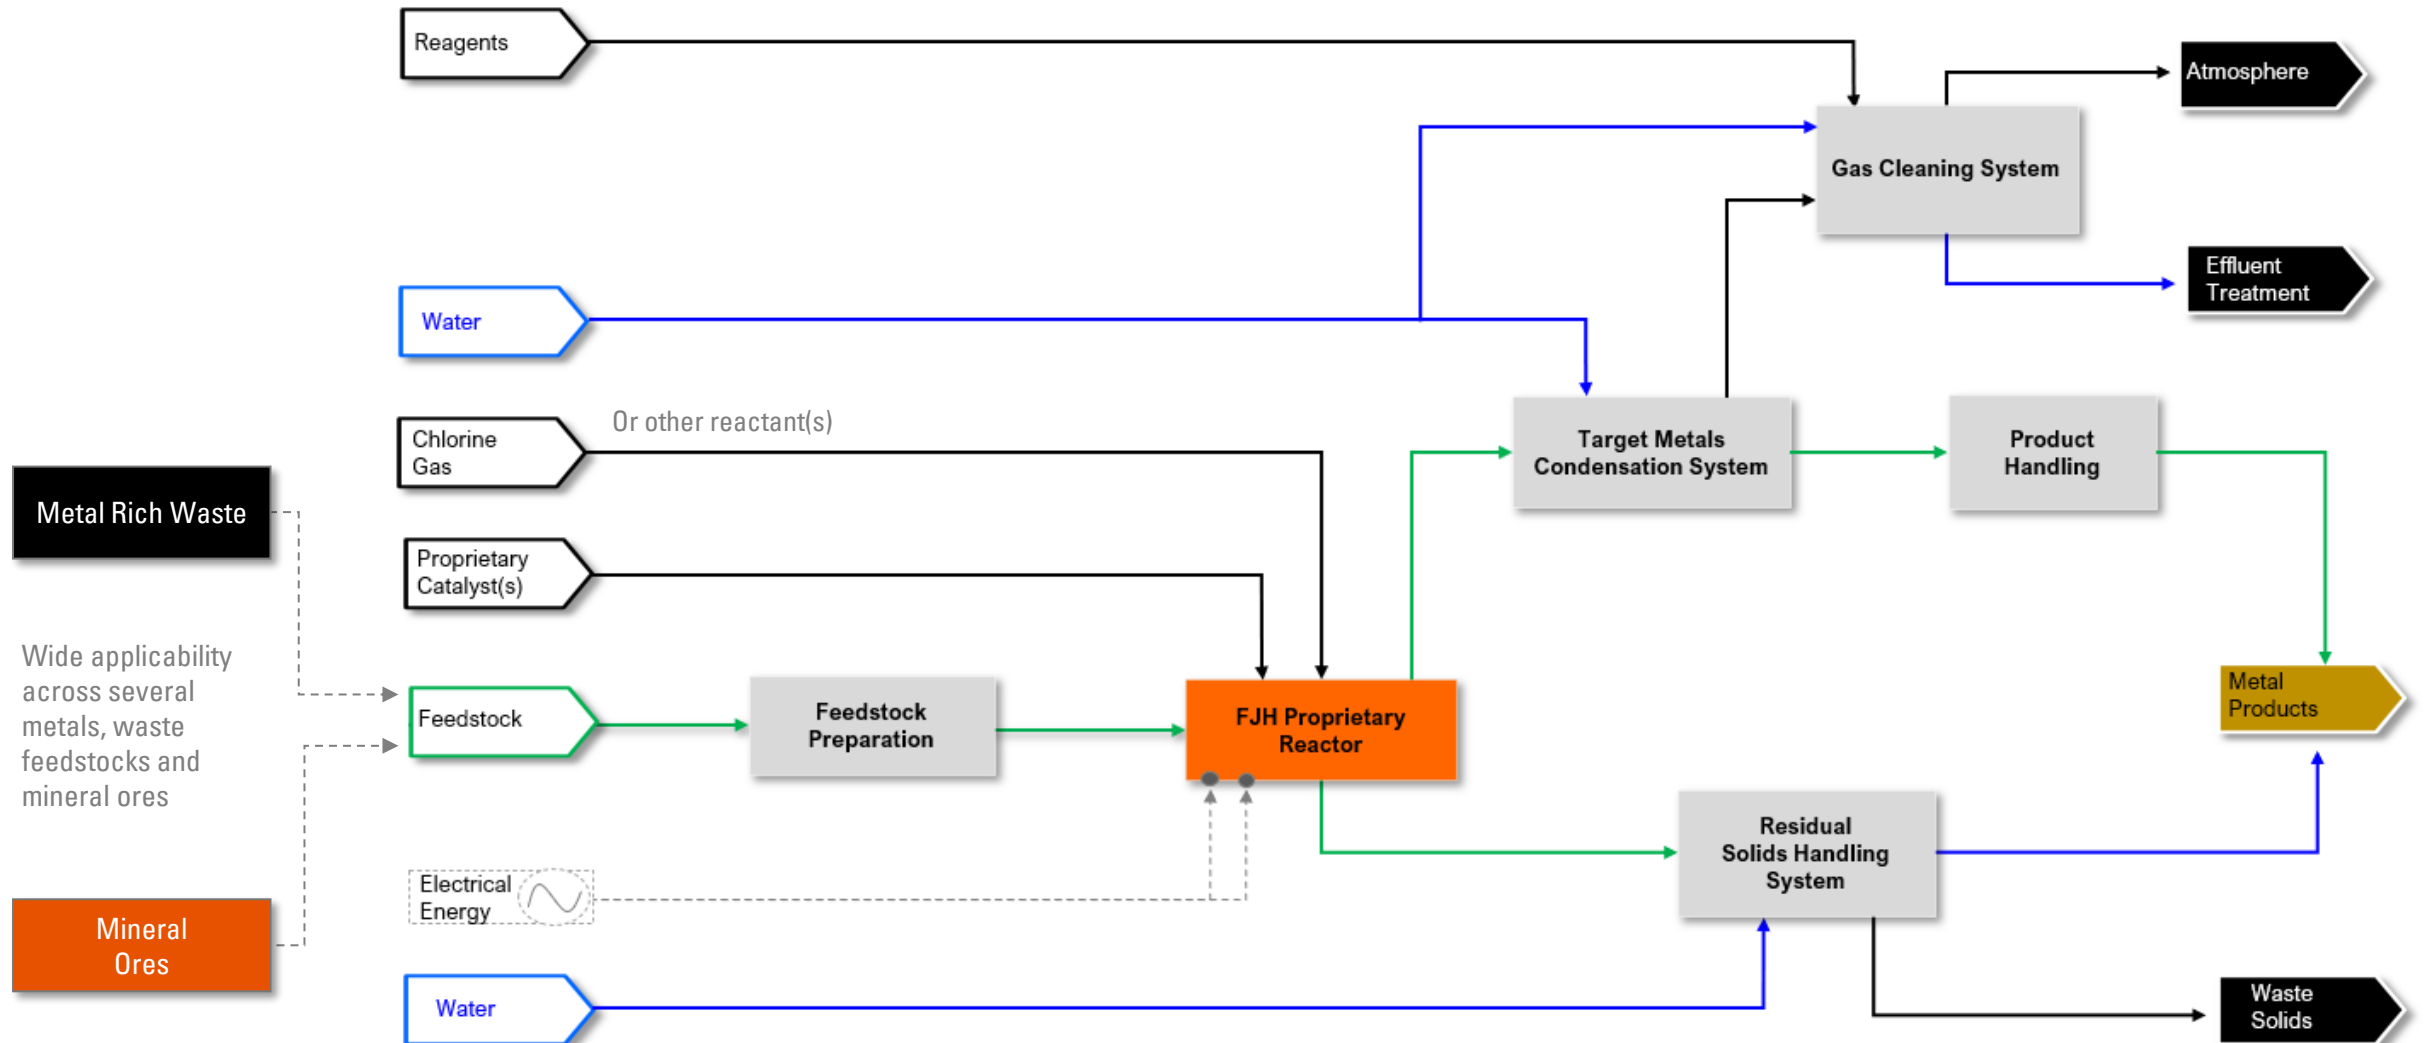 Reagents
Atmosphere
Gas Cleaning System
Effluent
Treatment
Water
Or other reactant(s)
Chlorine
Gas
Target Metals
Condensation System
Product
Handling
Metal Rich Waste
Proprietary
Catalyst(s)
Wide applicability
across several
metals, waste
feedstocks and
mineral ores
Feedstock
Feedstock
Preparation
FJH Proprietary
Reactor
Metal
Products
Residual
Solids Handling
System
Electrical
Energy
Mineral
Ores
Water
Waste
Solids